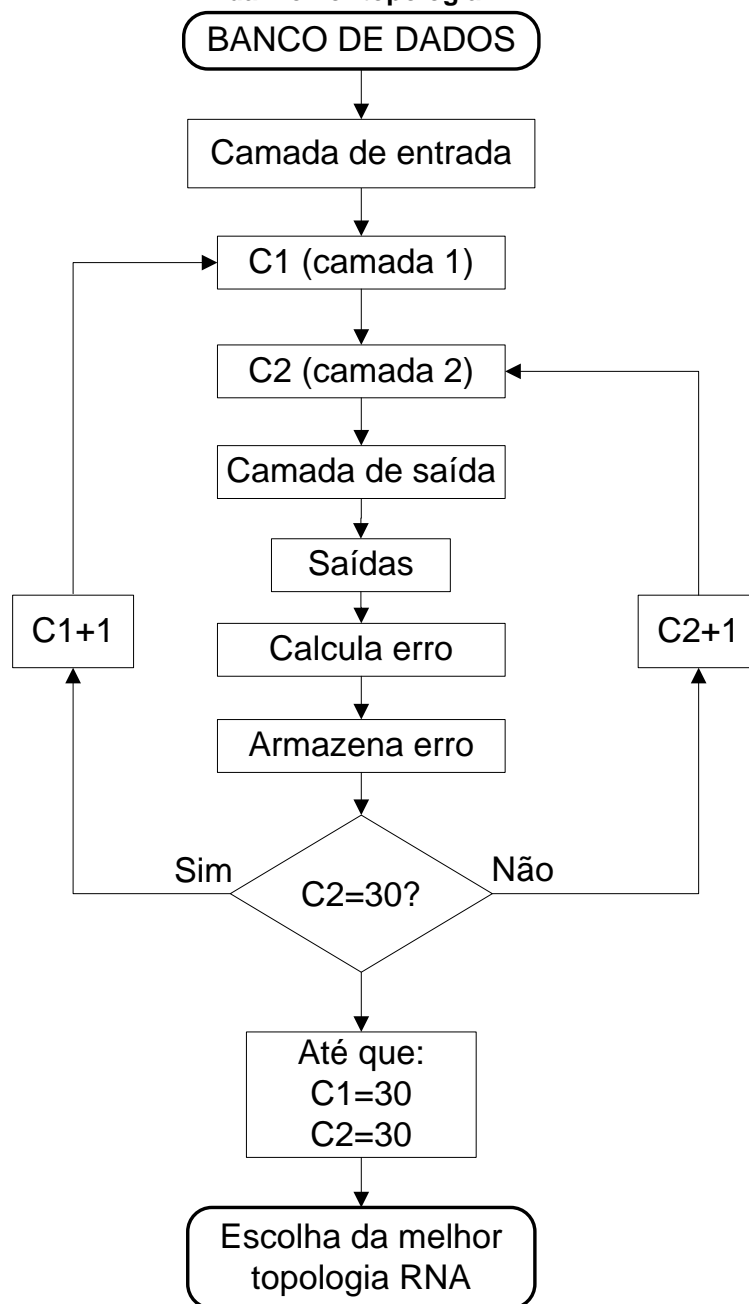 BANCO DE DADOS
Camada de entrada
C1 (camada 1)
C2 (camada 2)
Camada de saída
Saídas
C1+1
Calcula erro
C2+1
Armazena erro
Sim
Não
C2=30?
Até que:
C1=30
C2=30
Escolha da melhor
topologia RNA